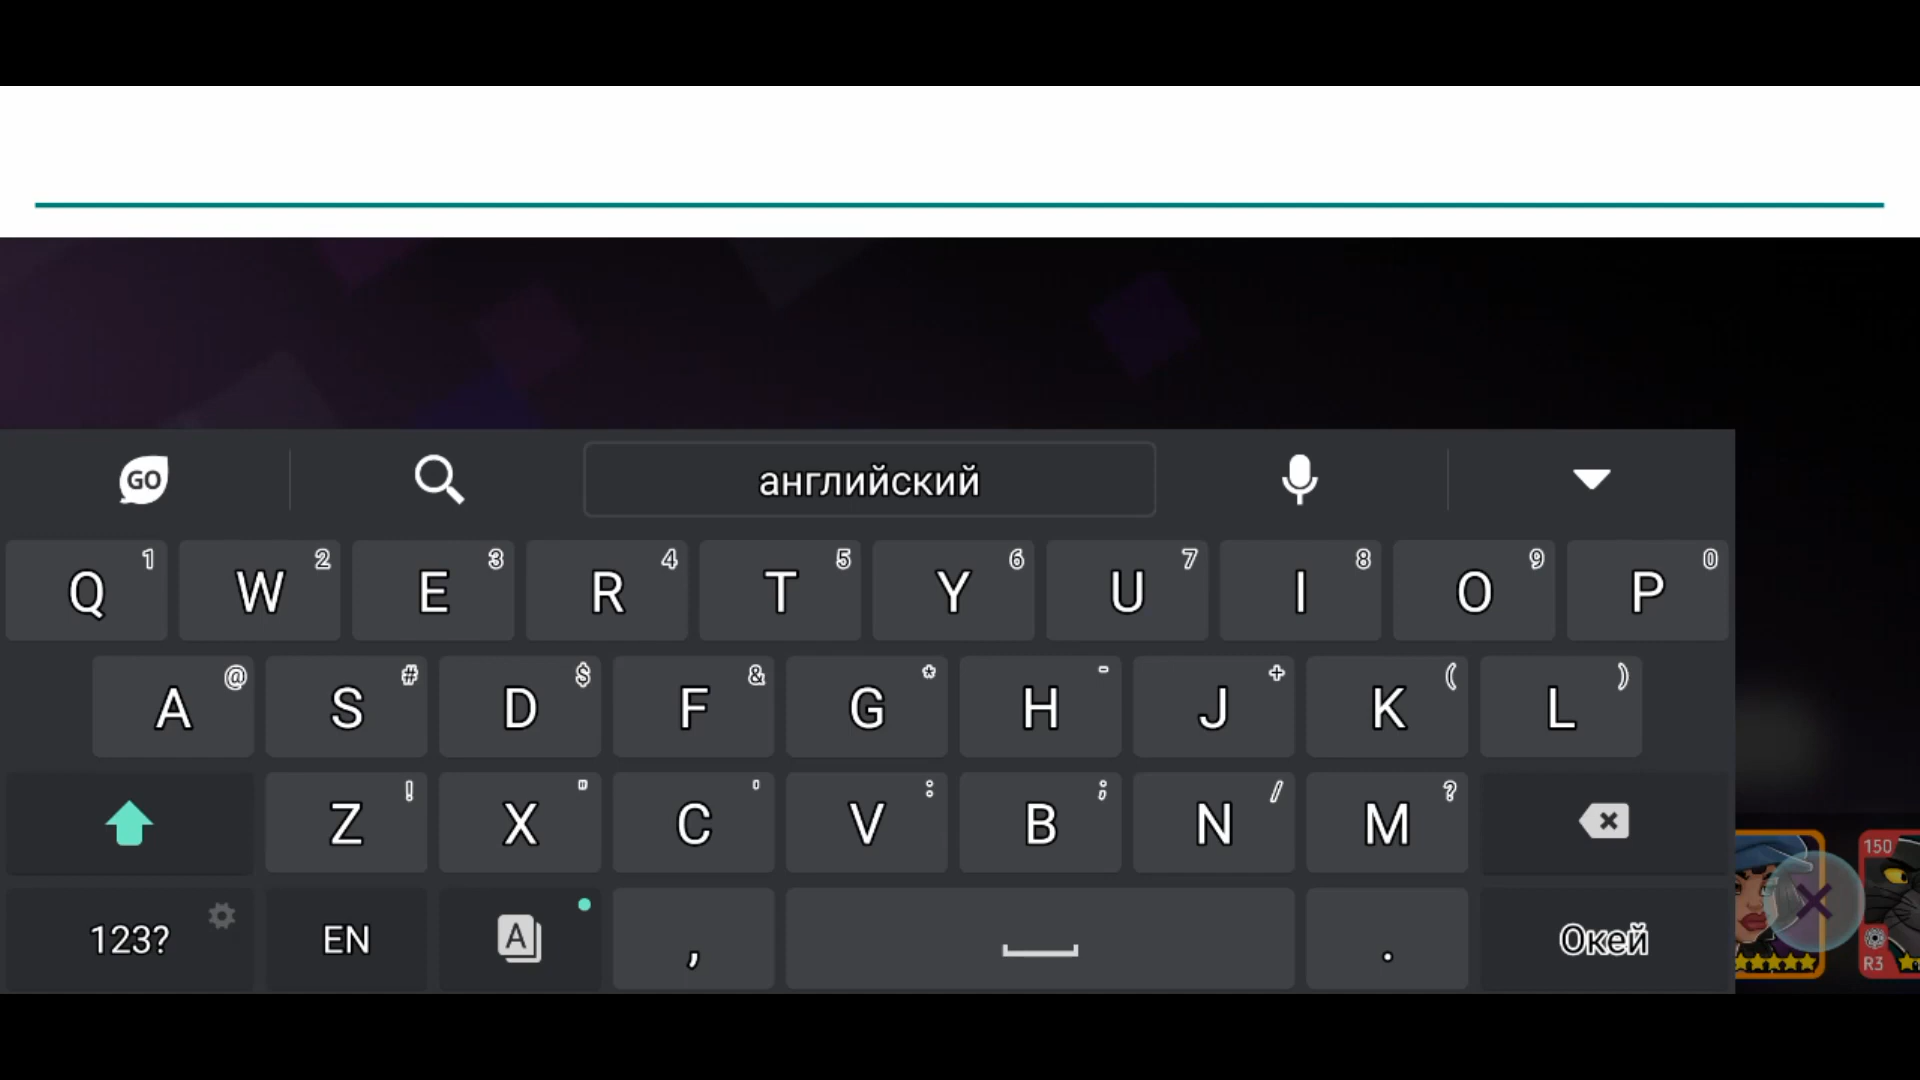 GO английский
Q 1 W 2 E 3 R 4 T 5 Y 6 U 7 I 8 O 9 P 0
A @ S # D $ F & G * H - J + K ( L )
Z ! X " C ' V : B ; N / M ?
150
123? EN A , . Окей
R3